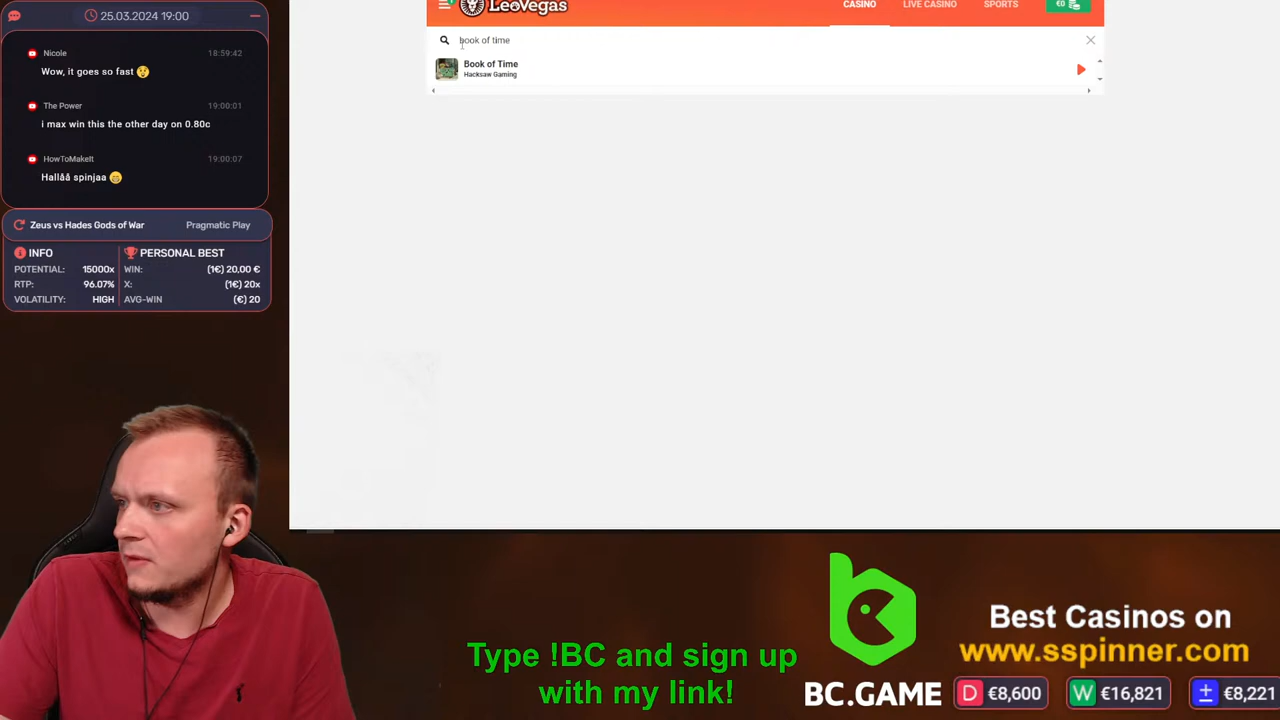 25.03.2024 19:00
Nicole 18:59:42
Wow, it goes so fast 😲
The Power 19:00:01
i max win this the other day on 0.80c
HowToMakeIt 19:00:07
Hallåå spinjaa 😁
Zeus vs Hades Gods of War Pragmatic Play
INFO
POTENTIAL: 15000x
RTP: 96.07%
VOLATILITY: HIGH
PERSONAL BEST
WIN: (1€) 20,00 €
X: (1€) 20x
AVG-WIN (€) 20
LeoVegas
CASINO LIVE CASINO SPORTS €0
book of time
Book of Time
Hacksaw Gaming
Type !BC and sign up
with my link!
BC.GAME
Best Casinos on
www.sspinner.com
D €8,600 W €16,821 ± €8,221